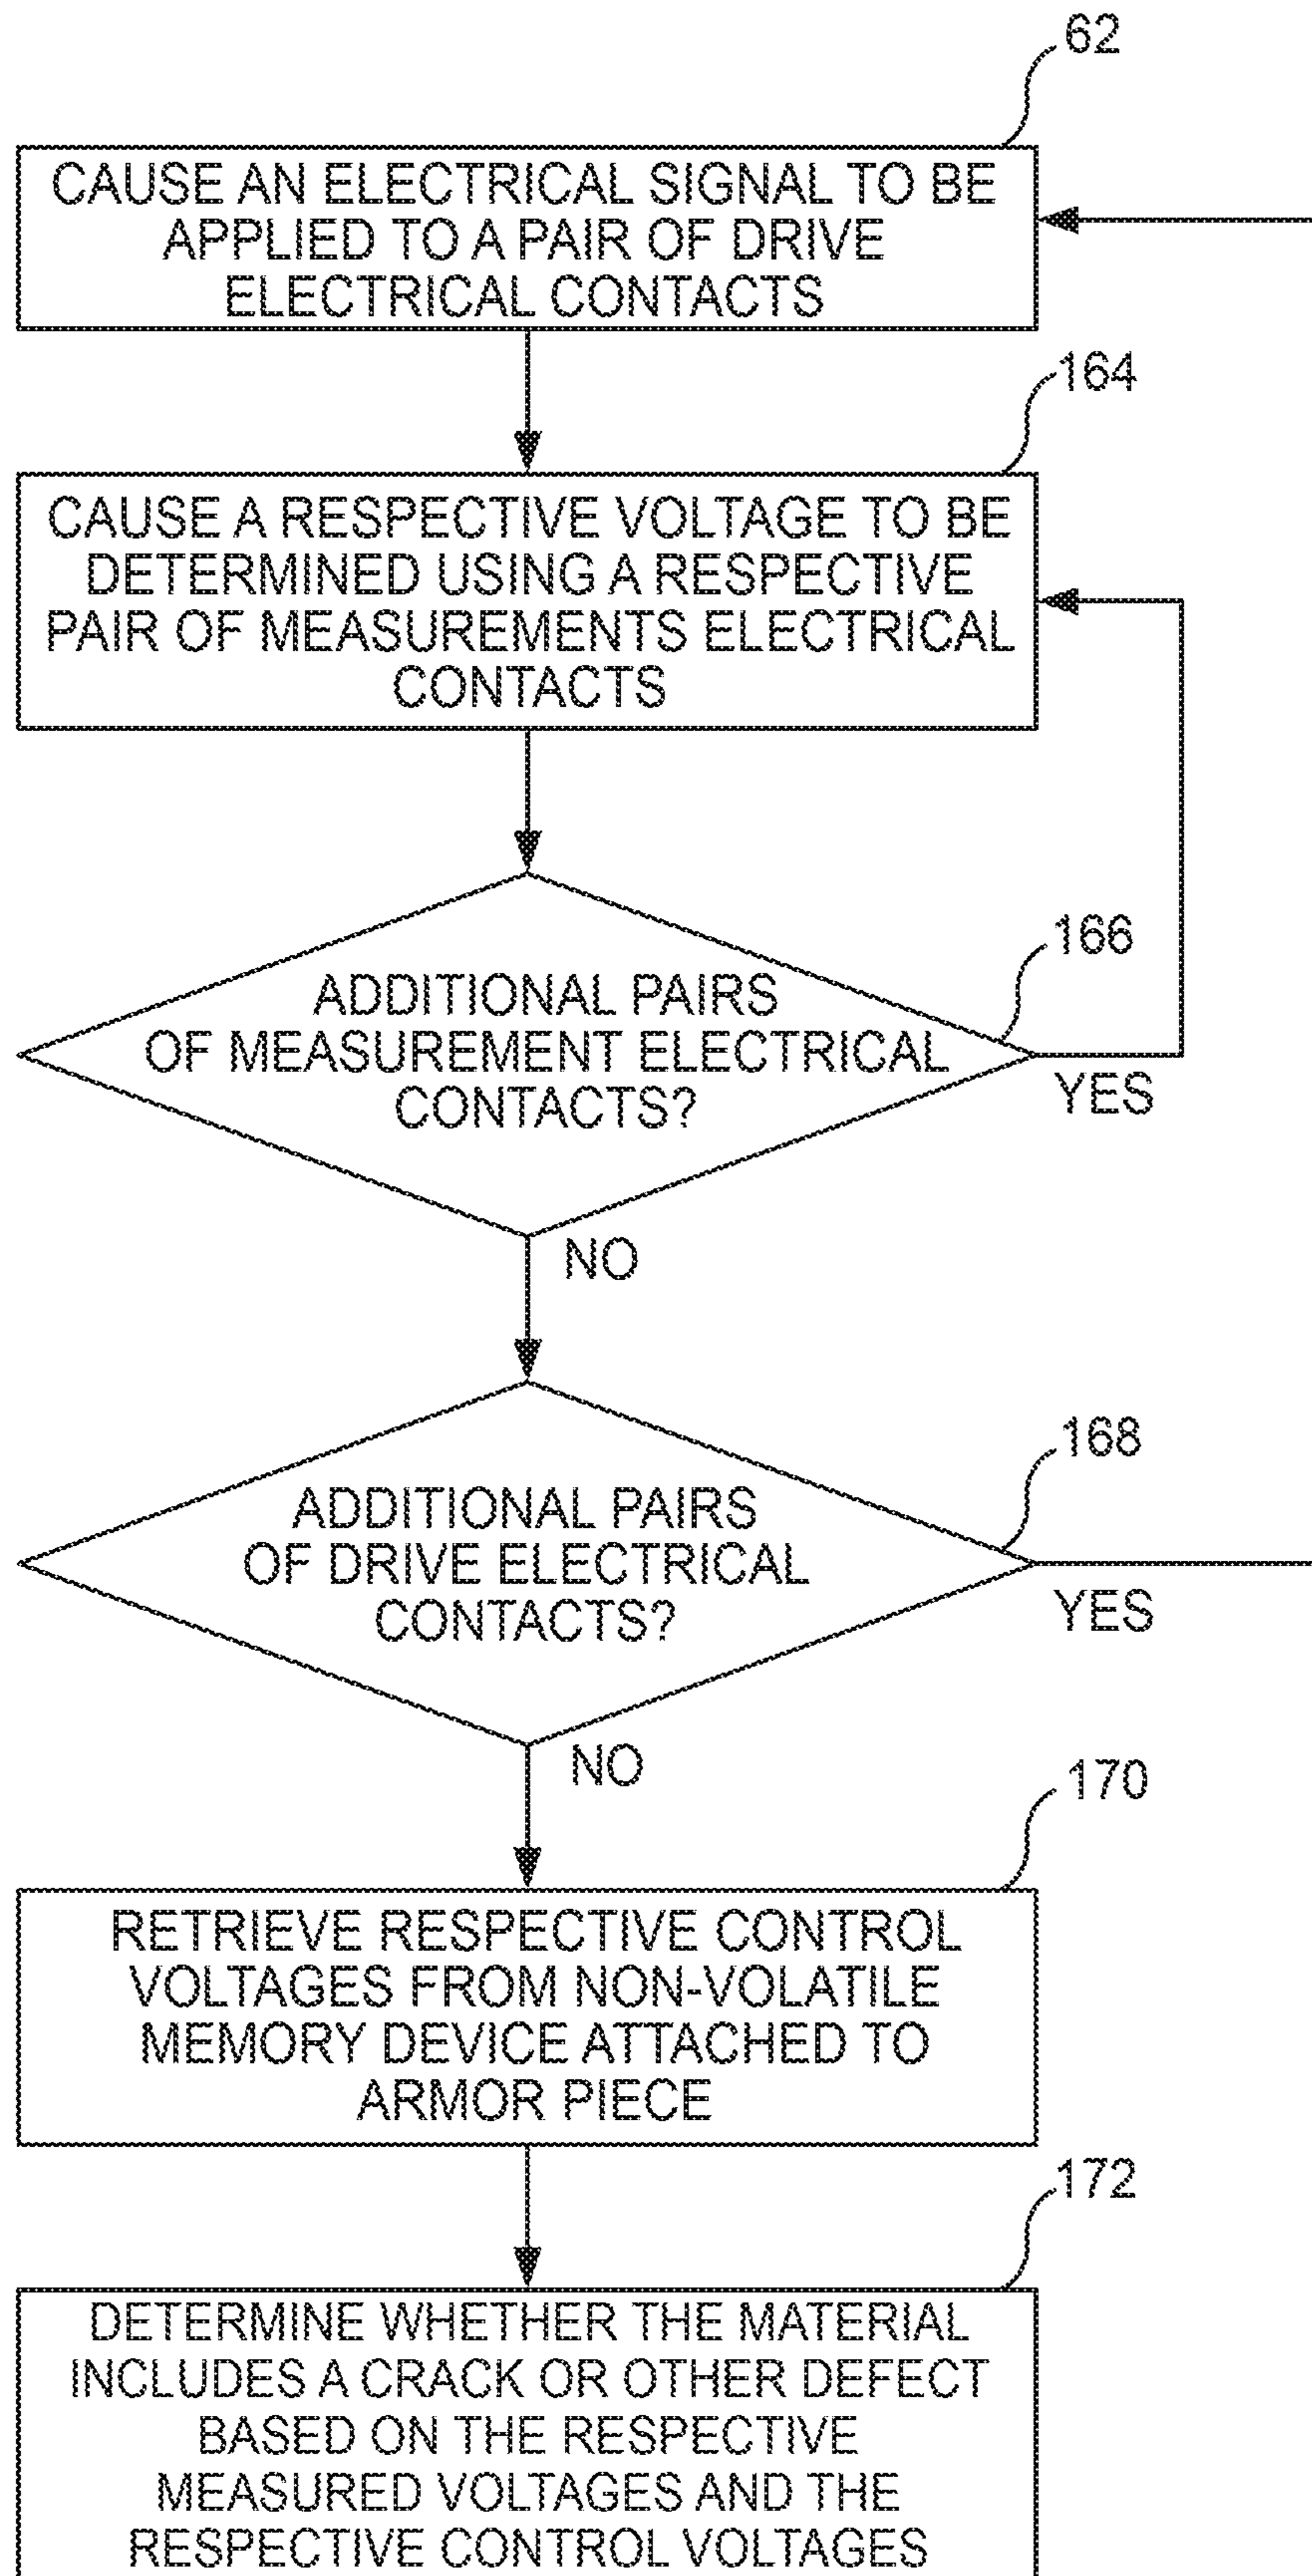 62
CAUSE AN ELECTRICAL SIGNAL TO BE
APPLIED TO A PAIR OF DRIVE
ELECTRICAL CONTACTS
164
CAUSE A RESPECTIVE VOLTAGE TO BE
DETERMINED USING A RESPECTIVE
PAIR OF MEASUREMENTS ELECTRICAL
CONTACTS
166
ADDITIONAL PAIRS
OF MEASUREMENT ELECTRICAL
CONTACTS?
YES
NO
168
ADDITIONAL PAIRS
OF DRIVE ELECTRICAL
CONTACTS?
YES
NO
170
RETRIEVE RESPECTIVE CONTROL
VOLTAGES FROM NON-VOLATILE
MEMORY DEVICE ATTACHED TO
ARMOR PIECE
172
DETERMINE WHETHER THE MATERIAL
INCLUDES A CRACK OR OTHER DEFECT
BASED ON THE RESPECTIVE
MEASURED VOLTAGES AND THE
RESPECTIVE CONTROL VOLTAGES